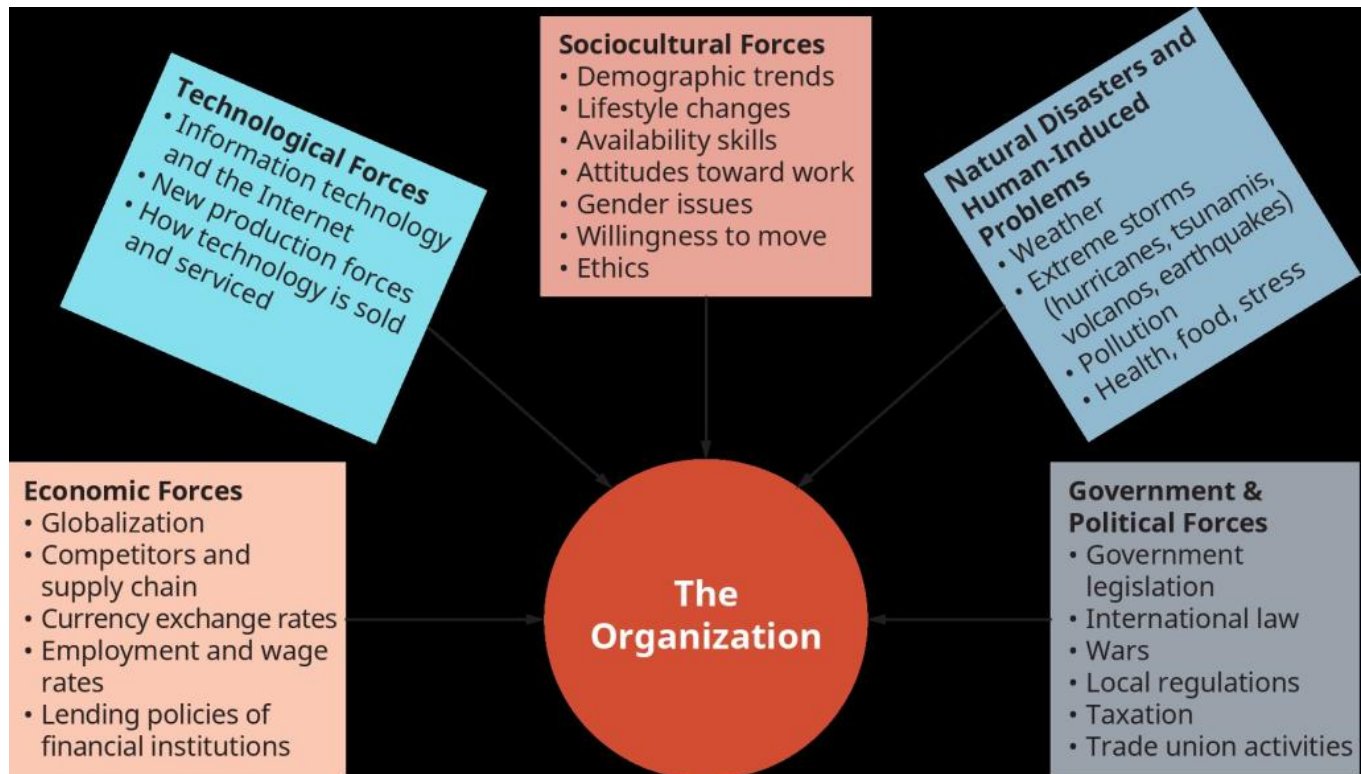 Technological Forces
• Information technology
and the Internet
• New production forces
• How technology is sold
and serviced
Sociocultural Forces
• Demographic trends
• Lifestyle changes
• Availability skills
• Attitudes toward work
• Gender issues
• Willingness to move
• Ethics
Natural Disasters and
Human-Induced
Problems
• Weather
• Extreme storms
(hurricanes, tsunamis,
volcanos, earthquakes)
• Pollution
• Health, food, stress
Economic Forces
• Globalization
• Competitors and
supply chain
• Currency exchange rates
• Employment and wage
rates
• Lending policies of
financial institutions
The
Organization
Government &
Political Forces
• Government
legislation
• International law
• Wars
• Local regulations
• Taxation
• Trade union activities